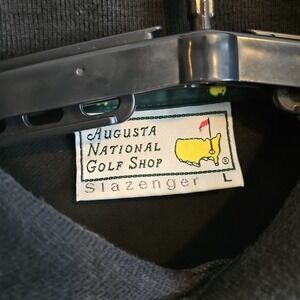 AUGUSTA
NATIONAL
GOLF SHOP
®
Slazenger L